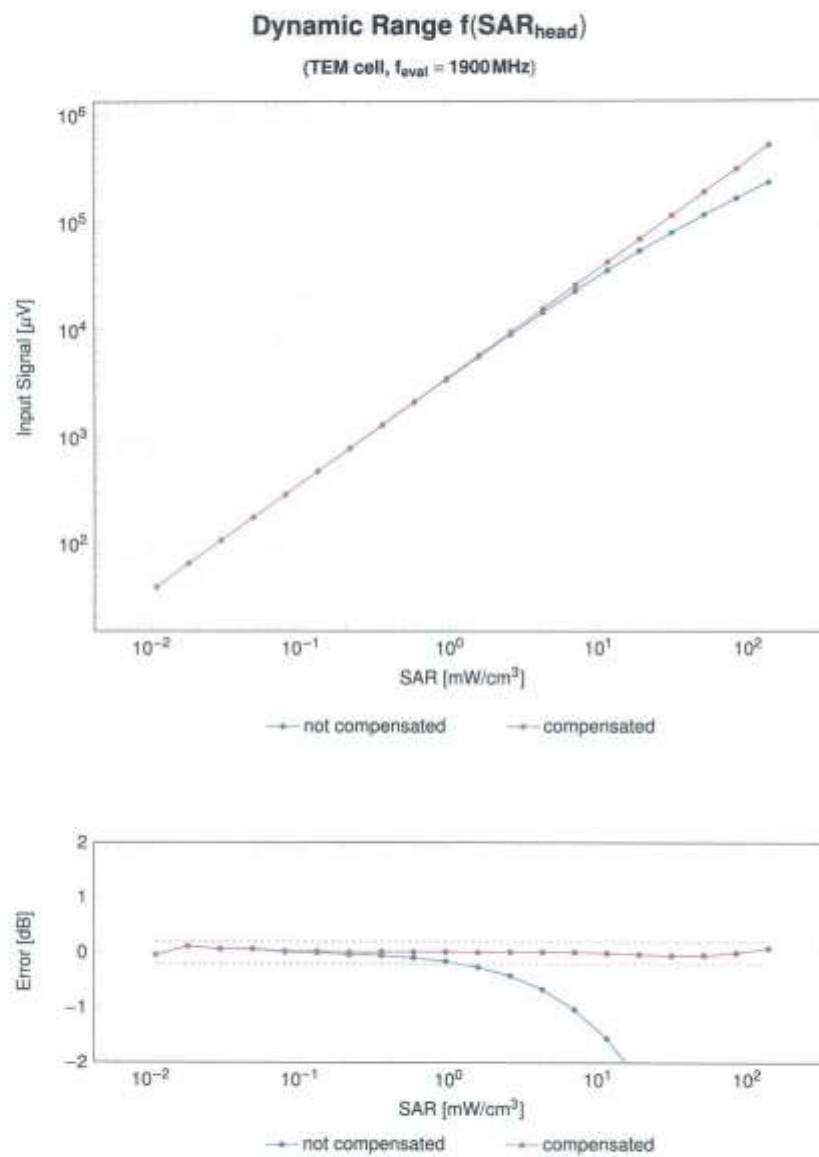 Dynamic Range f(SARhead)
(TEM cell, feval = 1900MHz)
10⁶
10⁵
10⁴
10³
10²
Input Signal [µV]
10⁻² 10⁻¹ 10⁰ 10¹ 10²
SAR [mW/cm³]
not compensated compensated
2
1
0
−1
−2
Error [dB]
10⁻² 10⁻¹ 10⁰ 10¹ 10²
SAR [mW/cm³]
not compensated compensated